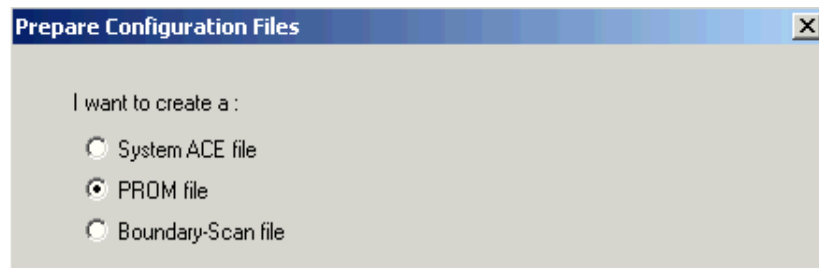 Prepare Configuration Files
I want to create a :
System ACE file
PROM file
Boundary-Scan file